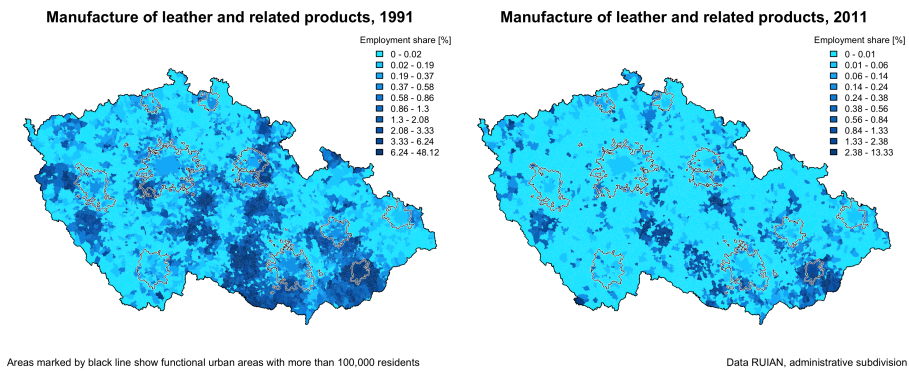 Manufacture of leather and related products, 1991
Employment share [%]
0 - 0.02
0.02 - 0.19
0.19 - 0.37
0.37 - 0.58
0.58 - 0.86
0.86 - 1.3
1.3 - 2.08
2.08 - 3.33
3.33 - 6.24
6.24 - 48.12
Manufacture of leather and related products, 2011
Employment share [%]
0 - 0.01
0.01 - 0.06
0.06 - 0.14
0.14 - 0.24
0.24 - 0.38
0.38 - 0.56
0.56 - 0.84
0.84 - 1.33
1.33 - 2.38
2.38 - 13.33
Areas marked by black line show functional urban areas with more than 100,000 residents
Data RUIAN, administrative subdivision